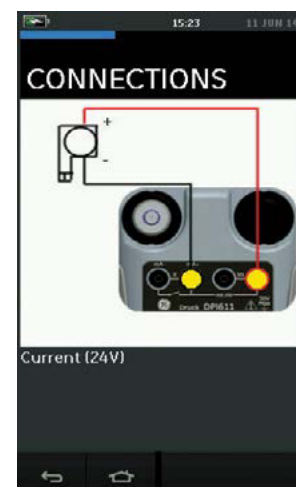 15:23 11 JUN 14
CONNECTIONS
+
-
Druck DPI611
Current (24V)